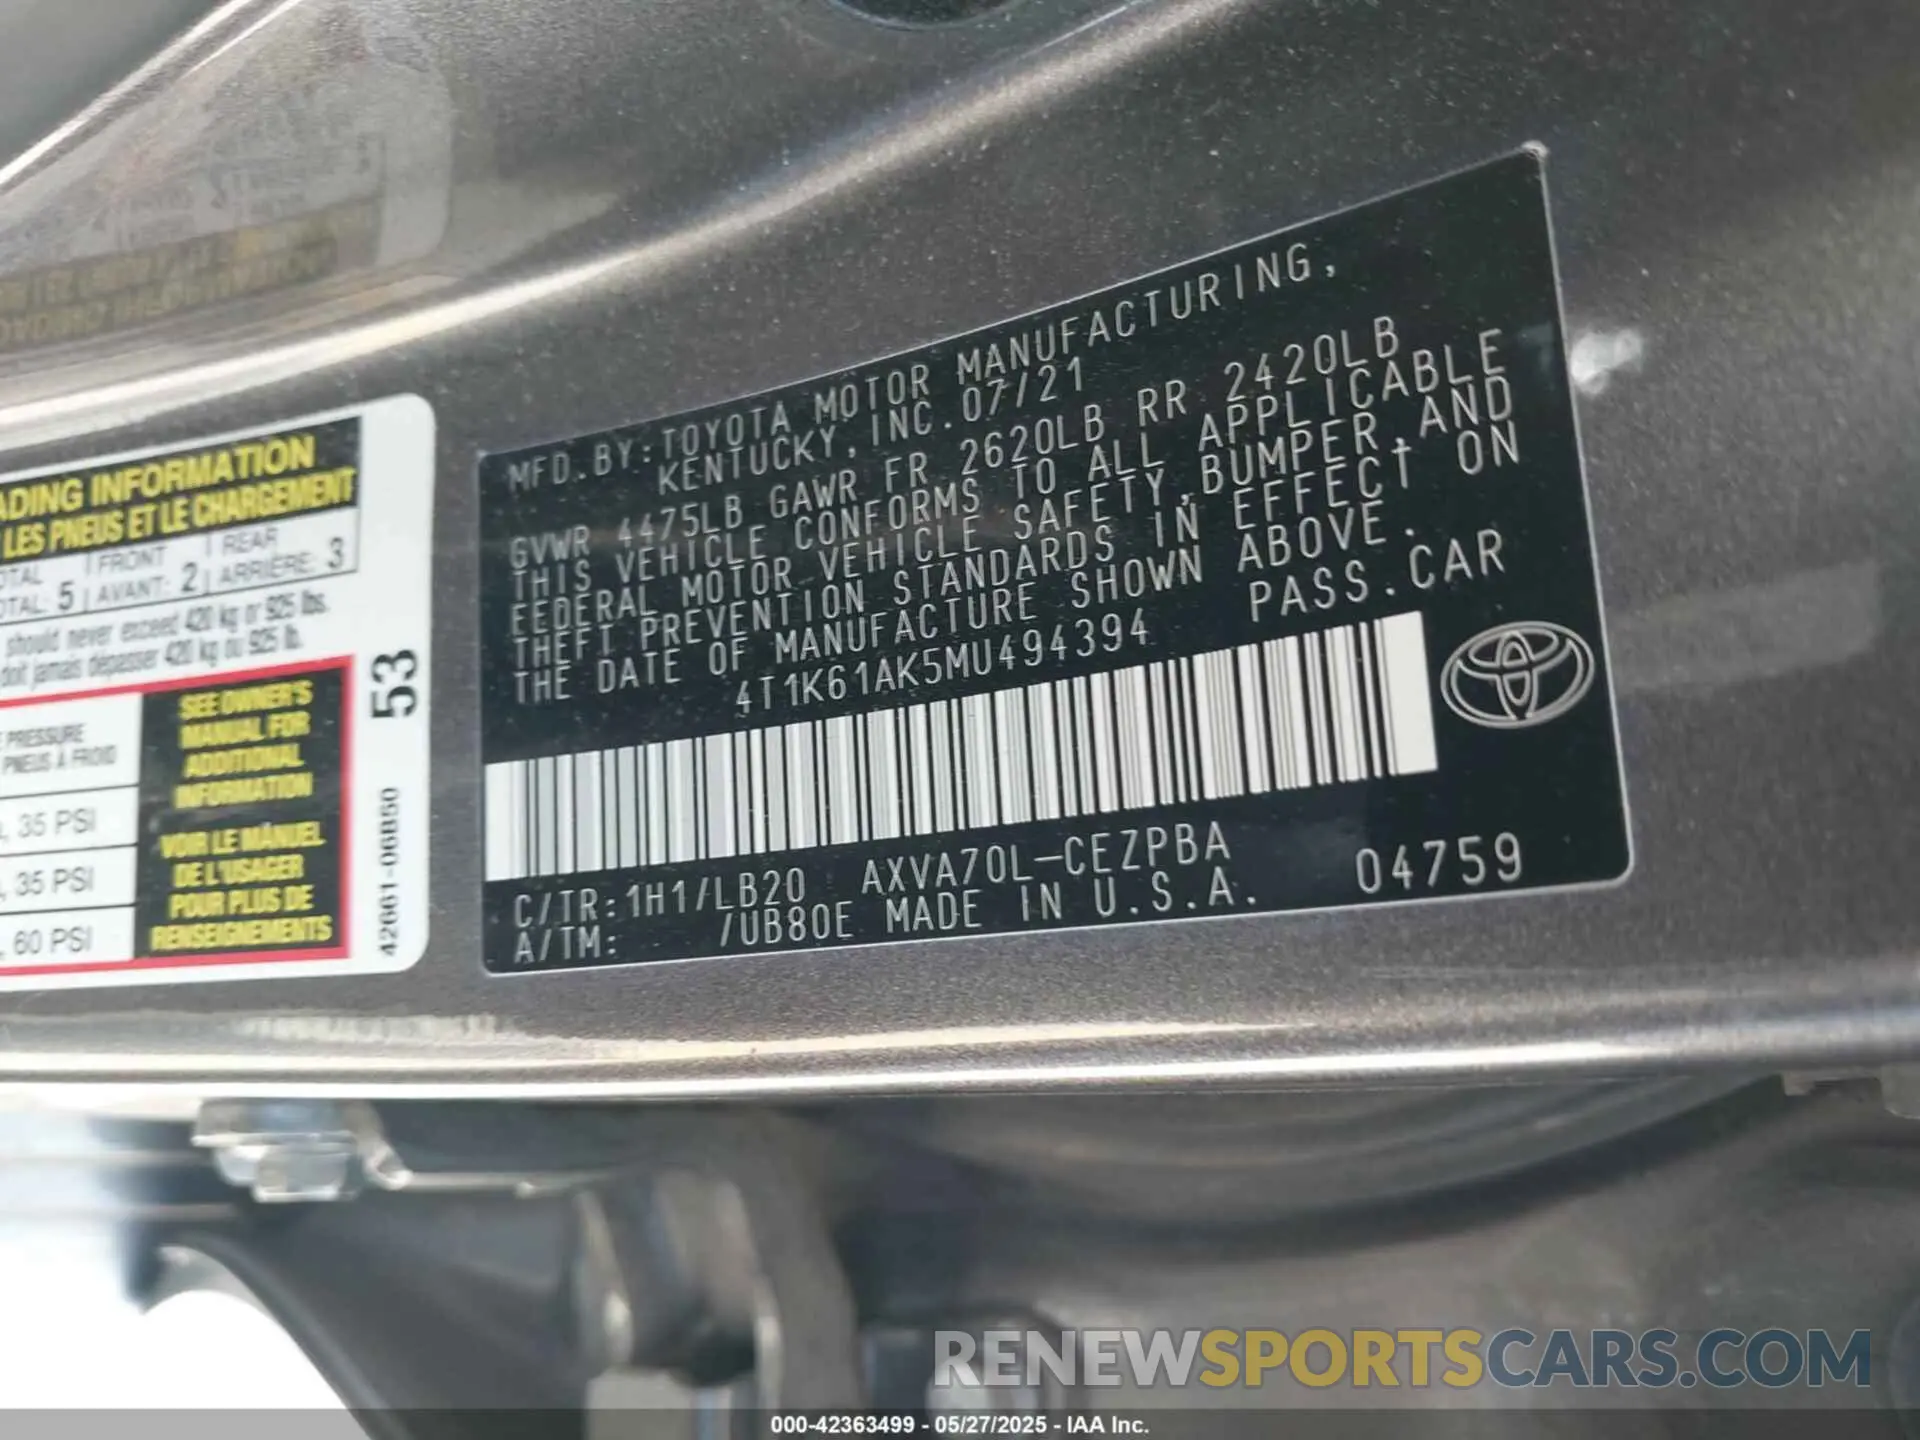 ADING INFORMATION
LES PNEUS ET LE CHARGEMENT
OTAL | FRONT | REAR
OTAL: 5 | AVANT: 2 | ARRIÈRE: 3
should never exceed 420 kg or 925 lbs.
doit jamais dépasser 420 kg ou 925 lb.
PRESSURE
PNEUS À FROID
35 PSI
35 PSI
60 PSI
SEE OWNER'S
MANUAL FOR
ADDITIONAL
INFORMATION
VOIR LE MANUEL
DE L'USAGER
POUR PLUS DE
RENSEIGNEMENTS
53
42661-06B50
MFD.BY:TOYOTA MOTOR MANUFACTURING,
KENTUCKY, INC. 07/21
GVWR 4475LB GAWR FR 2620LB RR 2420LB
THIS VEHICLE CONFORMS TO ALL APPLICABLE
FEDERAL MOTOR VEHICLE SAFETY,BUMPER,AND
THEFT PREVENTION STANDARDS IN EFFECT ON
THE DATE OF MANUFACTURE SHOWN ABOVE.
4T1K61AK5MU494394 PASS.CAR
C/TR:1H1/LB20 AXVA70L-CEZPBA 04759
A/TM: /UB80E MADE IN U.S.A.
RENEWSPORTSCARS.COM
000-42363499 - 05/27/2025 - IAA Inc.